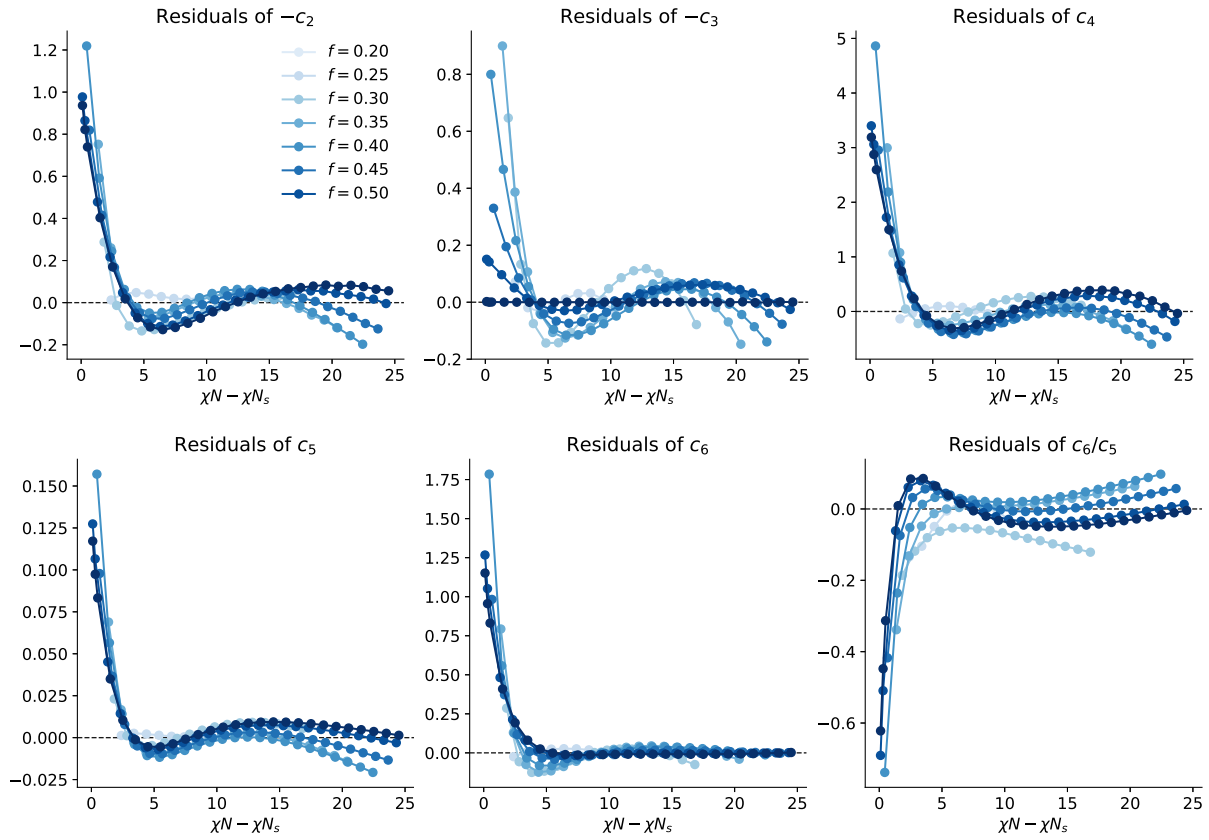 Residuals of −c₂
1.2
1.0
0.8
0.6
0.4
0.2
0.0
−0.2
0 5 10 15 20 25
χN − χNₛ
f = 0.20
f = 0.25
f = 0.30
f = 0.35
f = 0.40
f = 0.45
f = 0.50
Residuals of −c₃
0.8
0.6
0.4
0.2
0.0
−0.2
0 5 10 15 20 25
χN − χNₛ
Residuals of c₄
5
4
3
2
1
0
0 5 10 15 20 25
χN − χNₛ
Residuals of c₅
0.150
0.125
0.100
0.075
0.050
0.025
0.000
−0.025
0 5 10 15 20 25
χN − χNₛ
Residuals of c₆
1.75
1.50
1.25
1.00
0.75
0.50
0.25
0.00
0 5 10 15 20 25
χN − χNₛ
Residuals of c₆/c₅
0.0
−0.2
−0.4
−0.6
0 5 10 15 20 25
χN − χNₛ